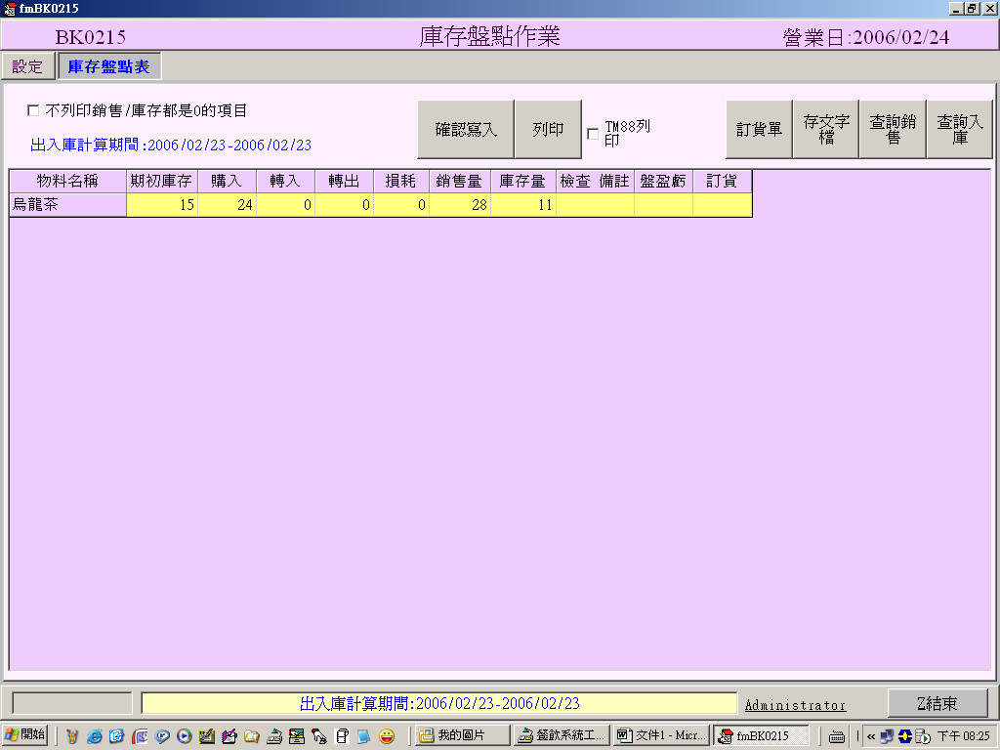 fmBK0215
BK0215 庫存盤點作業 營業日:2006/02/24
設定 庫存盤點表
不列印銷售/庫存都是0的項目
出入庫計算期間:2006/02/23-2006/02/23
確認寫入 列印
TM88列
印
訂貨單
存文字
檔
查詢銷
售
查詢入
庫
物料名稱 期初庫存 購入 轉入 轉出 損耗 銷售量 庫存量 檢查 備註 盤盈虧 訂貨
烏龍茶 15 24 0 0 0 28 11
出入庫計算期間:2006/02/23-2006/02/23 Administrator Z結束
開始 我的圖片 餐飲系統工... 文件1 - Micr... fmBK0215 « 下午 08:25